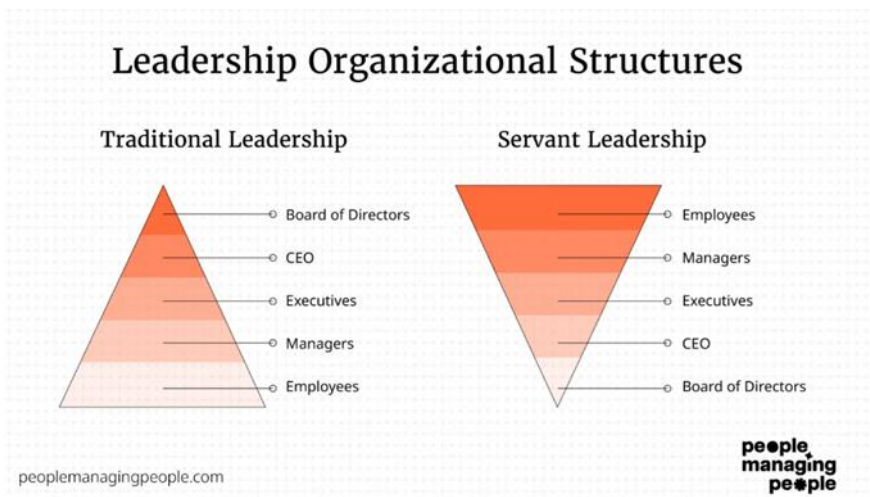 Leadership Organizational Structures
Traditional Leadership
Board of Directors
CEO
Executives
Managers
Employees
Servant Leadership
Employees
Managers
Executives
CEO
Board of Directors
peoplemanagingpeople.com
people
managing
people